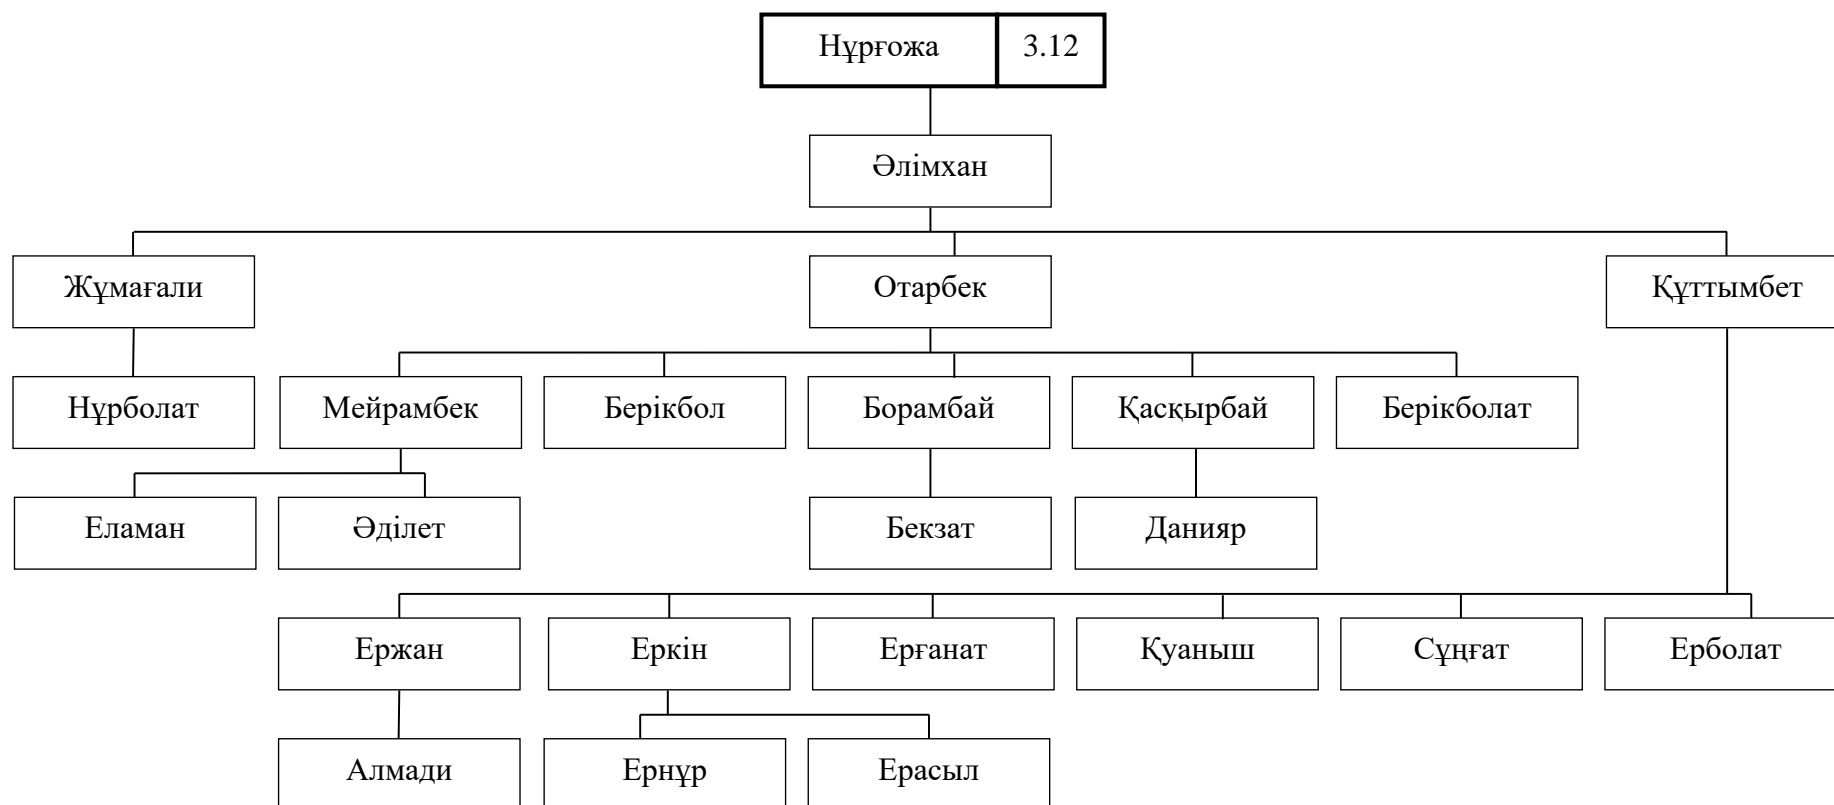 Нұрғожа 3.12
Әлімхан
Жұмағали Отарбек Құттымбет
Нұрболат Мейрамбек Берікбол Борамбай Қасқырбай Берікболат
Еламан Әділет Бекзат Данияр
Ержан Еркін Ерғанат Қуаныш Сұңғат Ерболат
Алмади Ернұр Ерасыл